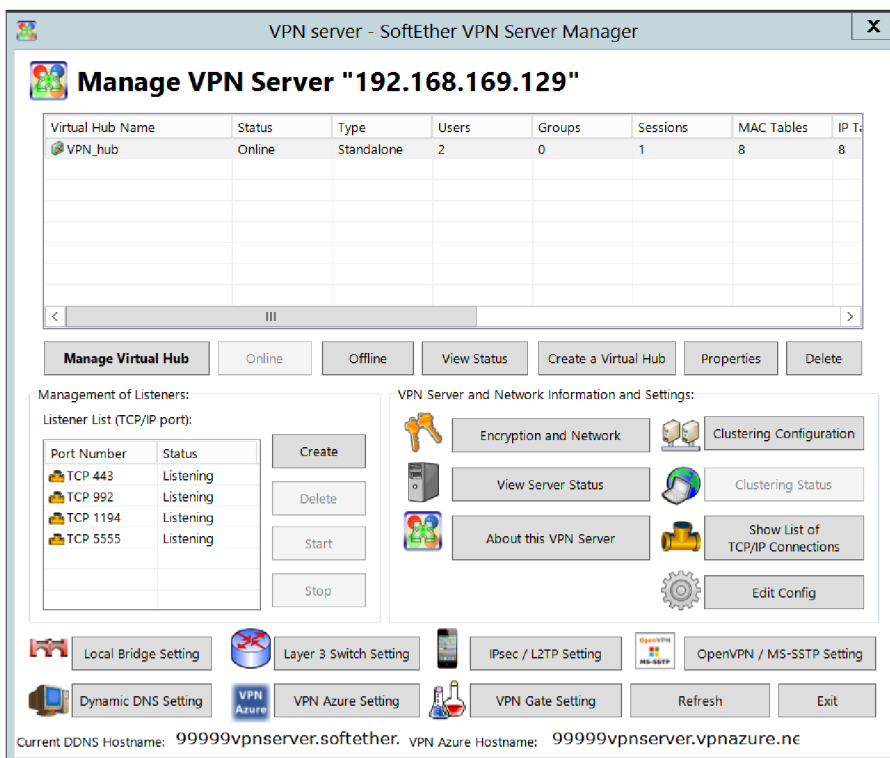 VPN server - SoftEther VPN Server Manager X
Manage VPN Server "192.168.169.129"
Virtual Hub Name Status Type Users Groups Sessions MAC Tables IP Ta
VPN_hub Online Standalone 2 0 1 8 8
Manage Virtual Hub Online Offline View Status Create a Virtual Hub Properties Delete
Management of Listeners:
Listener List (TCP/IP port):
Port Number Status
TCP 443 Listening
TCP 992 Listening
TCP 1194 Listening
TCP 5555 Listening
Create
Delete
Start
Stop
VPN Server and Network Information and Settings:
Encryption and Network Clustering Configuration
View Server Status Clustering Status
About this VPN Server Show List of
TCP/IP Connections
Edit Config
Local Bridge Setting Layer 3 Switch Setting IPsec / L2TP Setting OpenVPN MS-SSTP OpenVPN / MS-SSTP Setting
Dynamic DNS Setting VPN Azure VPN Azure Setting VPN Gate Setting Refresh Exit
Current DDNS Hostname: 99999vpnserver.softether. VPN Azure Hostname: 99999vpnserver.vpnazure.ne